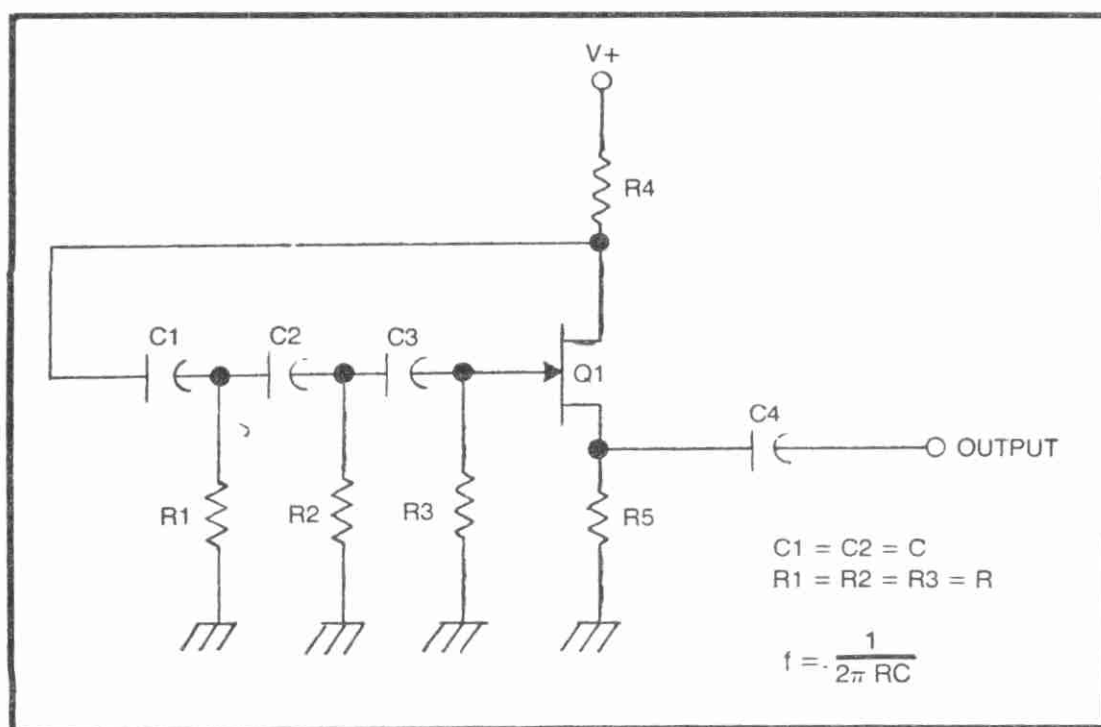 V+
R4
C1
C2
C3
Q1
C4
OUTPUT
R1
R2
R3
R5
C1 = C2 = C
R1 = R2 = R3 = R
f = 1 / 2π RC